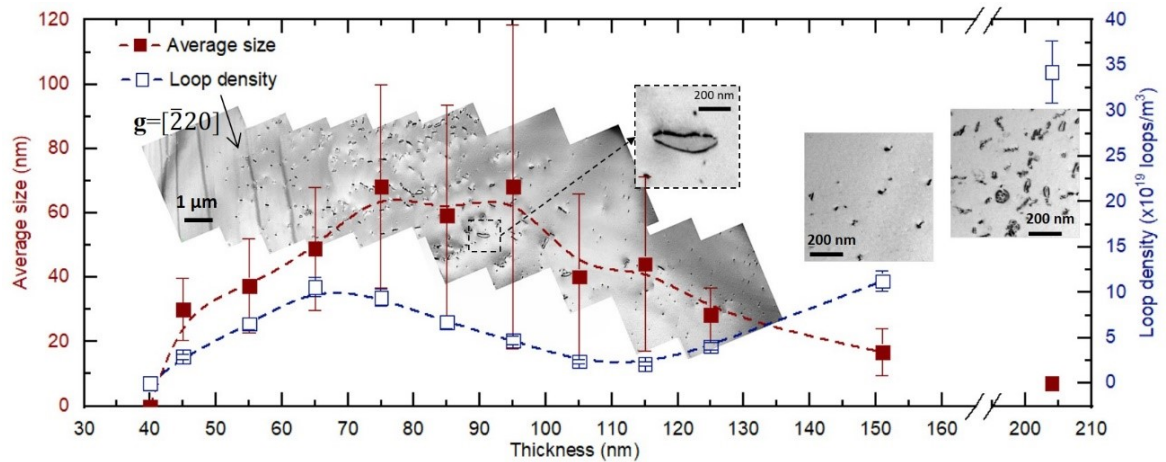 120
100
80
60
40
20
0
Average size (nm)
Average size
Loop density
g=[2̅20]
1 μm
200 nm
200 nm
200 nm
40
35
30
25
20
15
10
5
0
Loop density (x10¹⁹ loops/m³)
30 40 50 60 70 80 90 100 110 120 130 140 150 160 200 210
Thickness (nm)